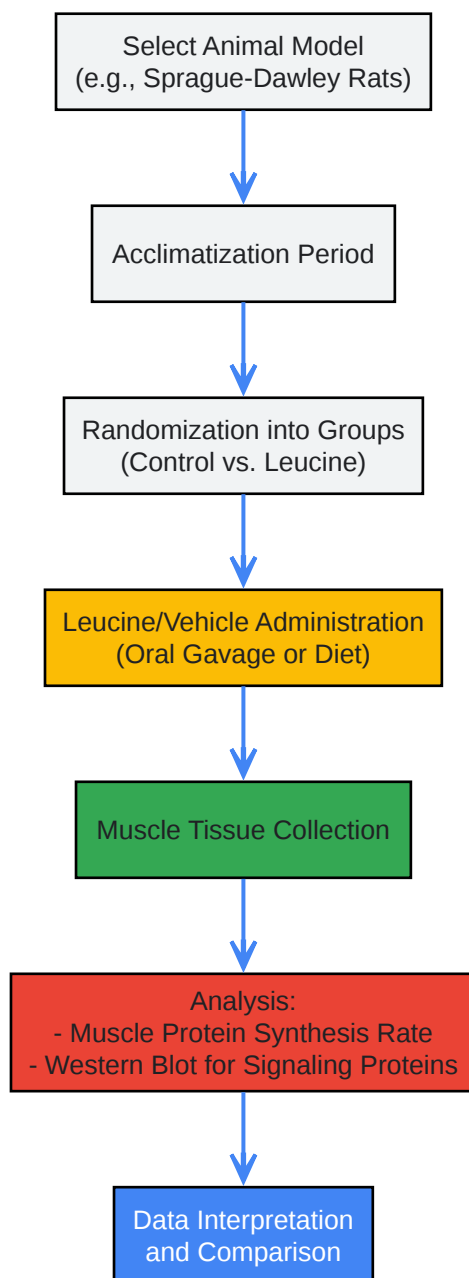 Select Animal Model
(e.g., Sprague-Dawley Rats)
Acclimatization Period
Randomization into Groups
(Control vs. Leucine)
Leucine/Vehicle Administration
(Oral Gavage or Diet)
Muscle Tissue Collection
Analysis:
- Muscle Protein Synthesis Rate
- Western Blot for Signaling Proteins
Data Interpretation
and Comparison